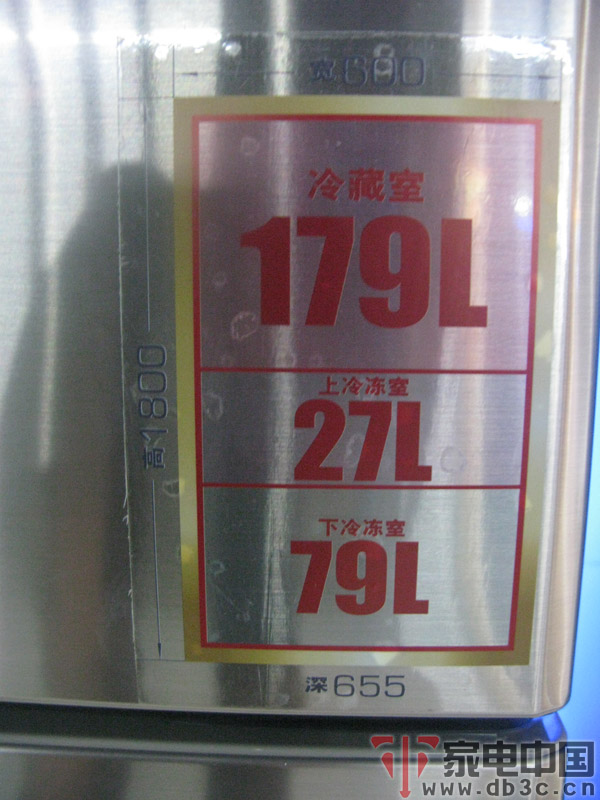 宽600
冷藏室
179L
高1800
上冷冻室
27L
下冷冻室
79L
深655
家电中国
www.db3c.cn